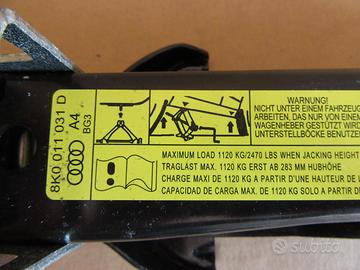 8K0 011 031 D
A4
BG3
WARNUNG!
NICHT UNTER EINEM FAHRZEUG
ARBEITEN, DAS NUR VON EINEM
WAGENHEBER GESTÜTZT WIRD
UNTERSTELLBÖCKE BENUTZEN
MAXIMUM LOAD 1120 KG/2470 LBS WHEN JACKING HEIGHT
TRAGLAST MAX. 1120 KG ERST AB 283 MM HUBHÖHE
CHARGE MAXI DE 1120 KG A PARTIR D'UNE HAUTEUR DE L
CAPACIDAD DE CARGA MAX. DE 1120 KG SOLO A PARTIR D
subito